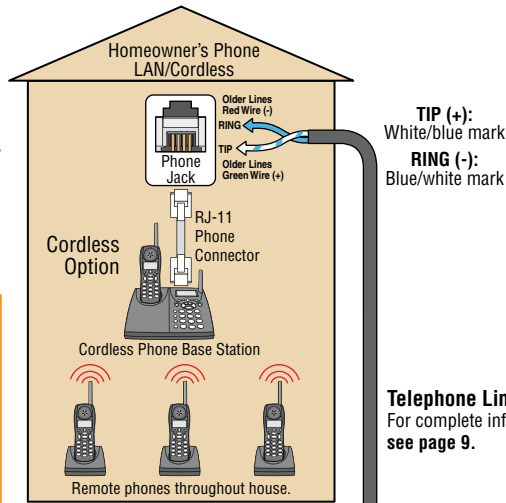 Homeowner's Phone
LAN/Cordless
Older Lines
Red Wire (-)
RING
TIP
Older Lines
Green Wire (+)
Phone
Jack
TIP (+):
White/blue mark
RING (-):
Blue/white mark
RJ-11
Phone
Connector
Cordless
Option
Cordless Phone Base Station
Remote phones throughout house.
Telephone Lin
For complete inf
see page 9.